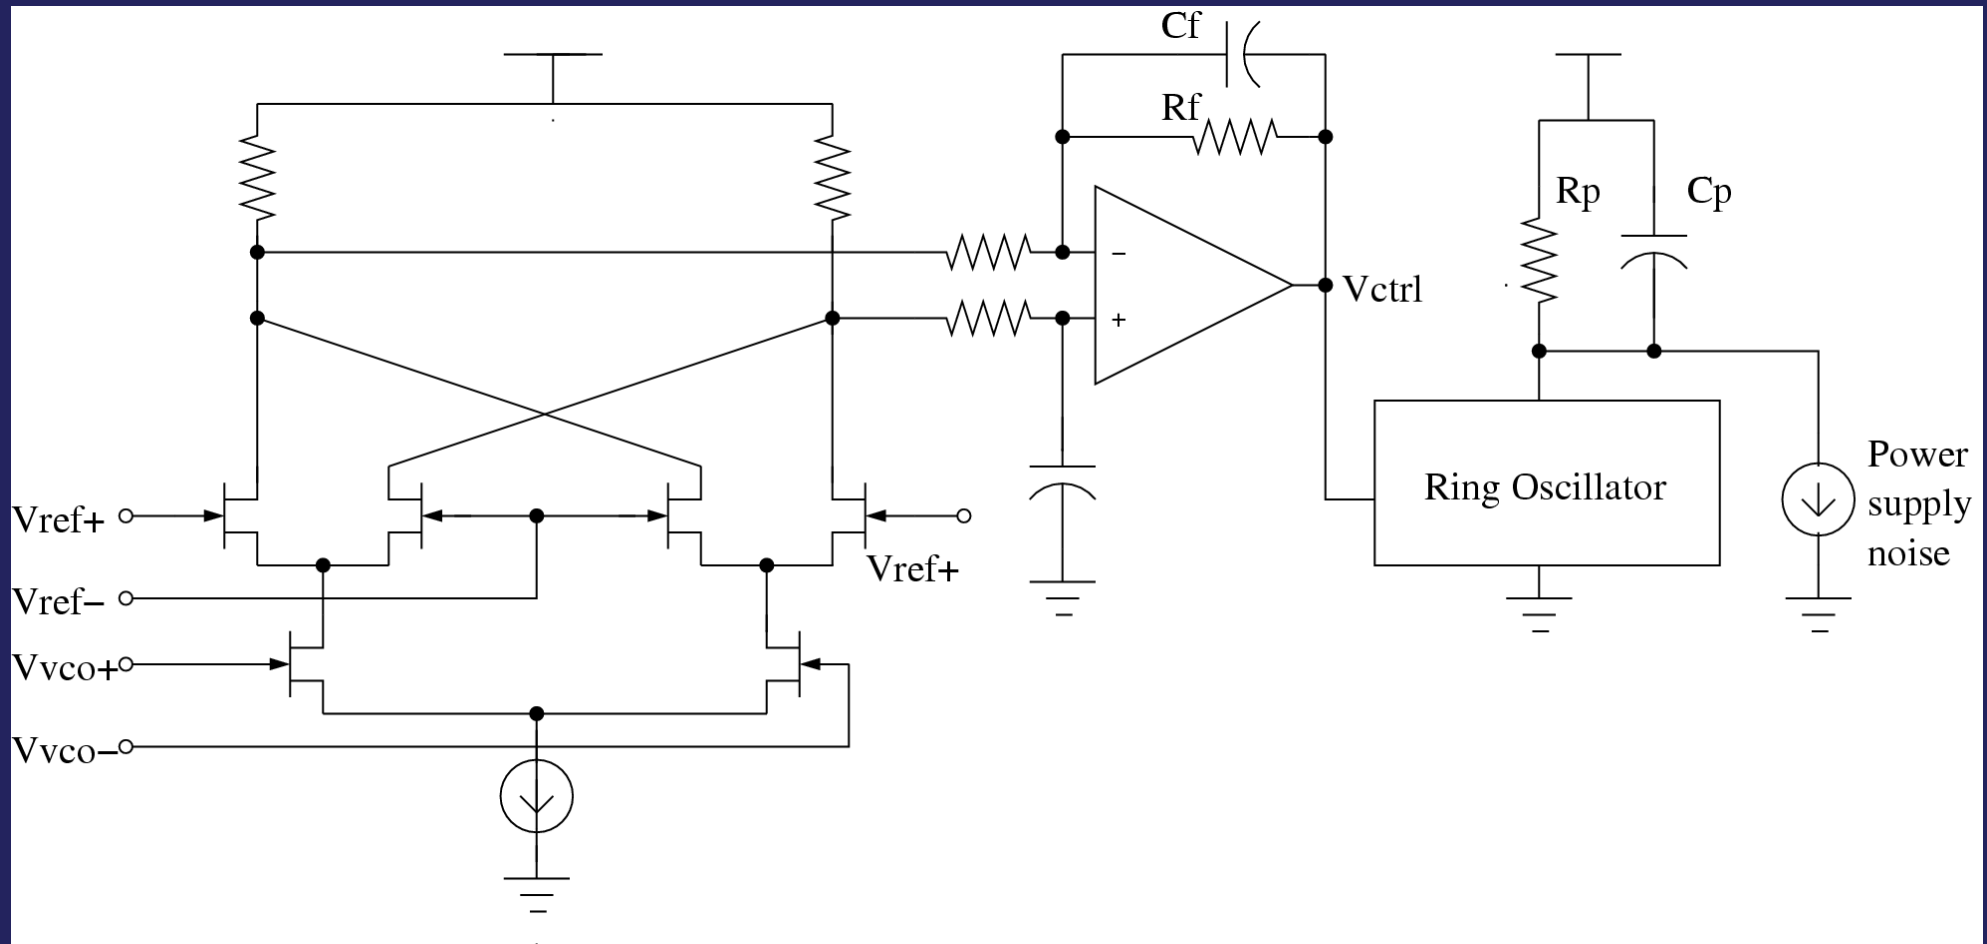 Cf
Rf
Rp
Cp
−
+
Vctrl
Power
supply
noise
Ring Oscillator
Vref+
Vref+
Vref−
Vvco+
Vvco−